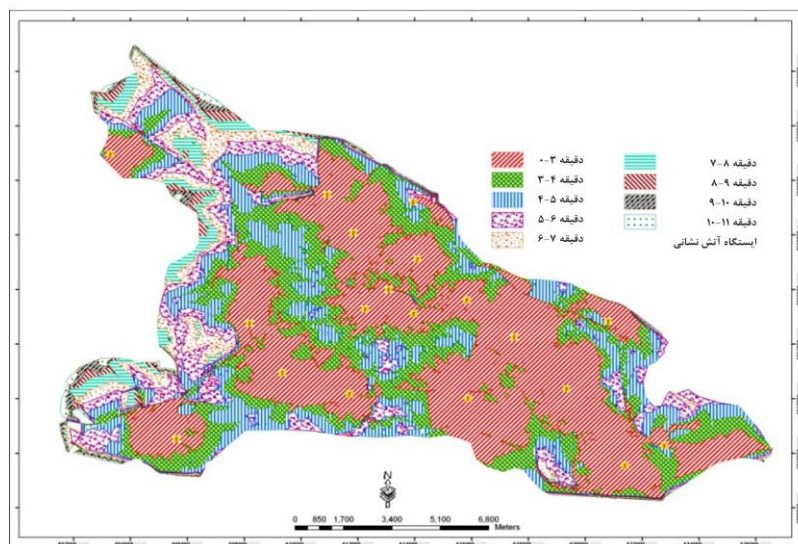 دقیقه ۰-۳
دقیقه ۳-۴
دقیقه ۴-۵
دقیقه ۵-۶
دقیقه ۶-۷
دقیقه ۷-۸
دقیقه ۸-۹
دقیقه ۹-۱۰
دقیقه ۱۰-۱۱
ایستگاه آتش نشانی
N
0 850 1,700 3,400 5,100 6,800
Meters